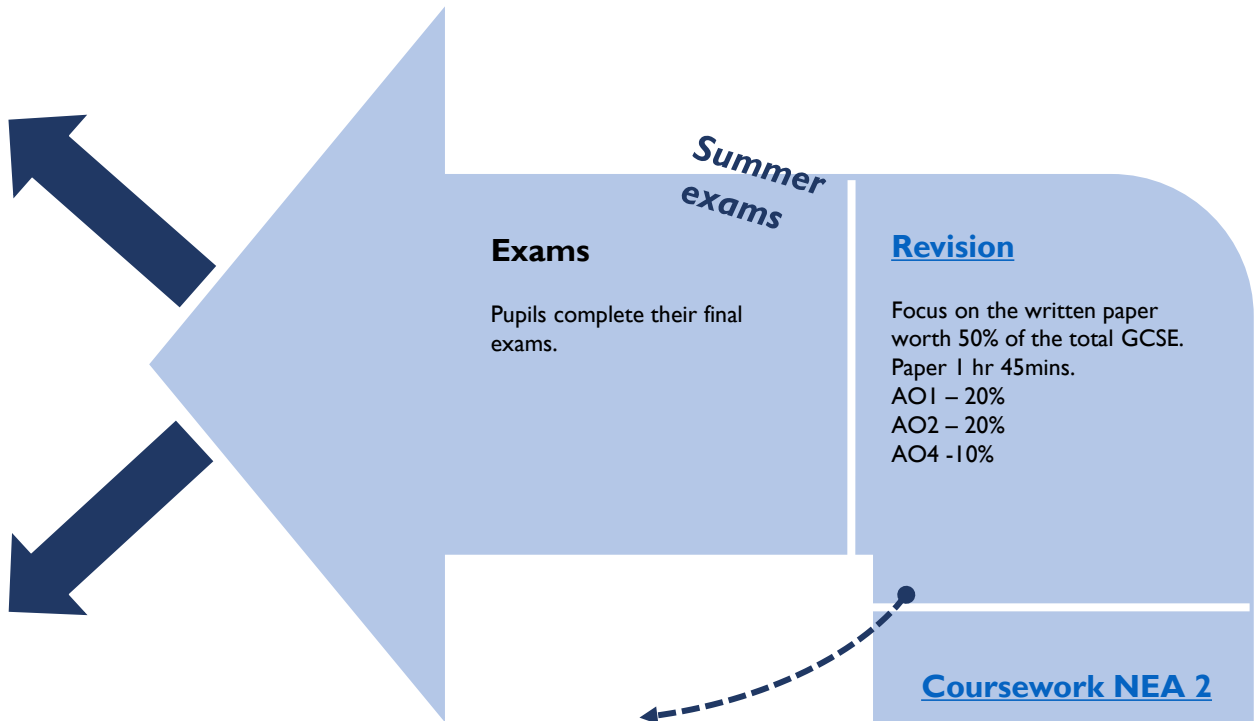 Summer
exams
Exams
Pupils complete their final
exams.
Revision
Focus on the written paper
worth 50% of the total GCSE.
Paper 1 hr 45mins.
AO1 – 20%
AO2 – 20%
AO4 -10%
Coursework NEA 2